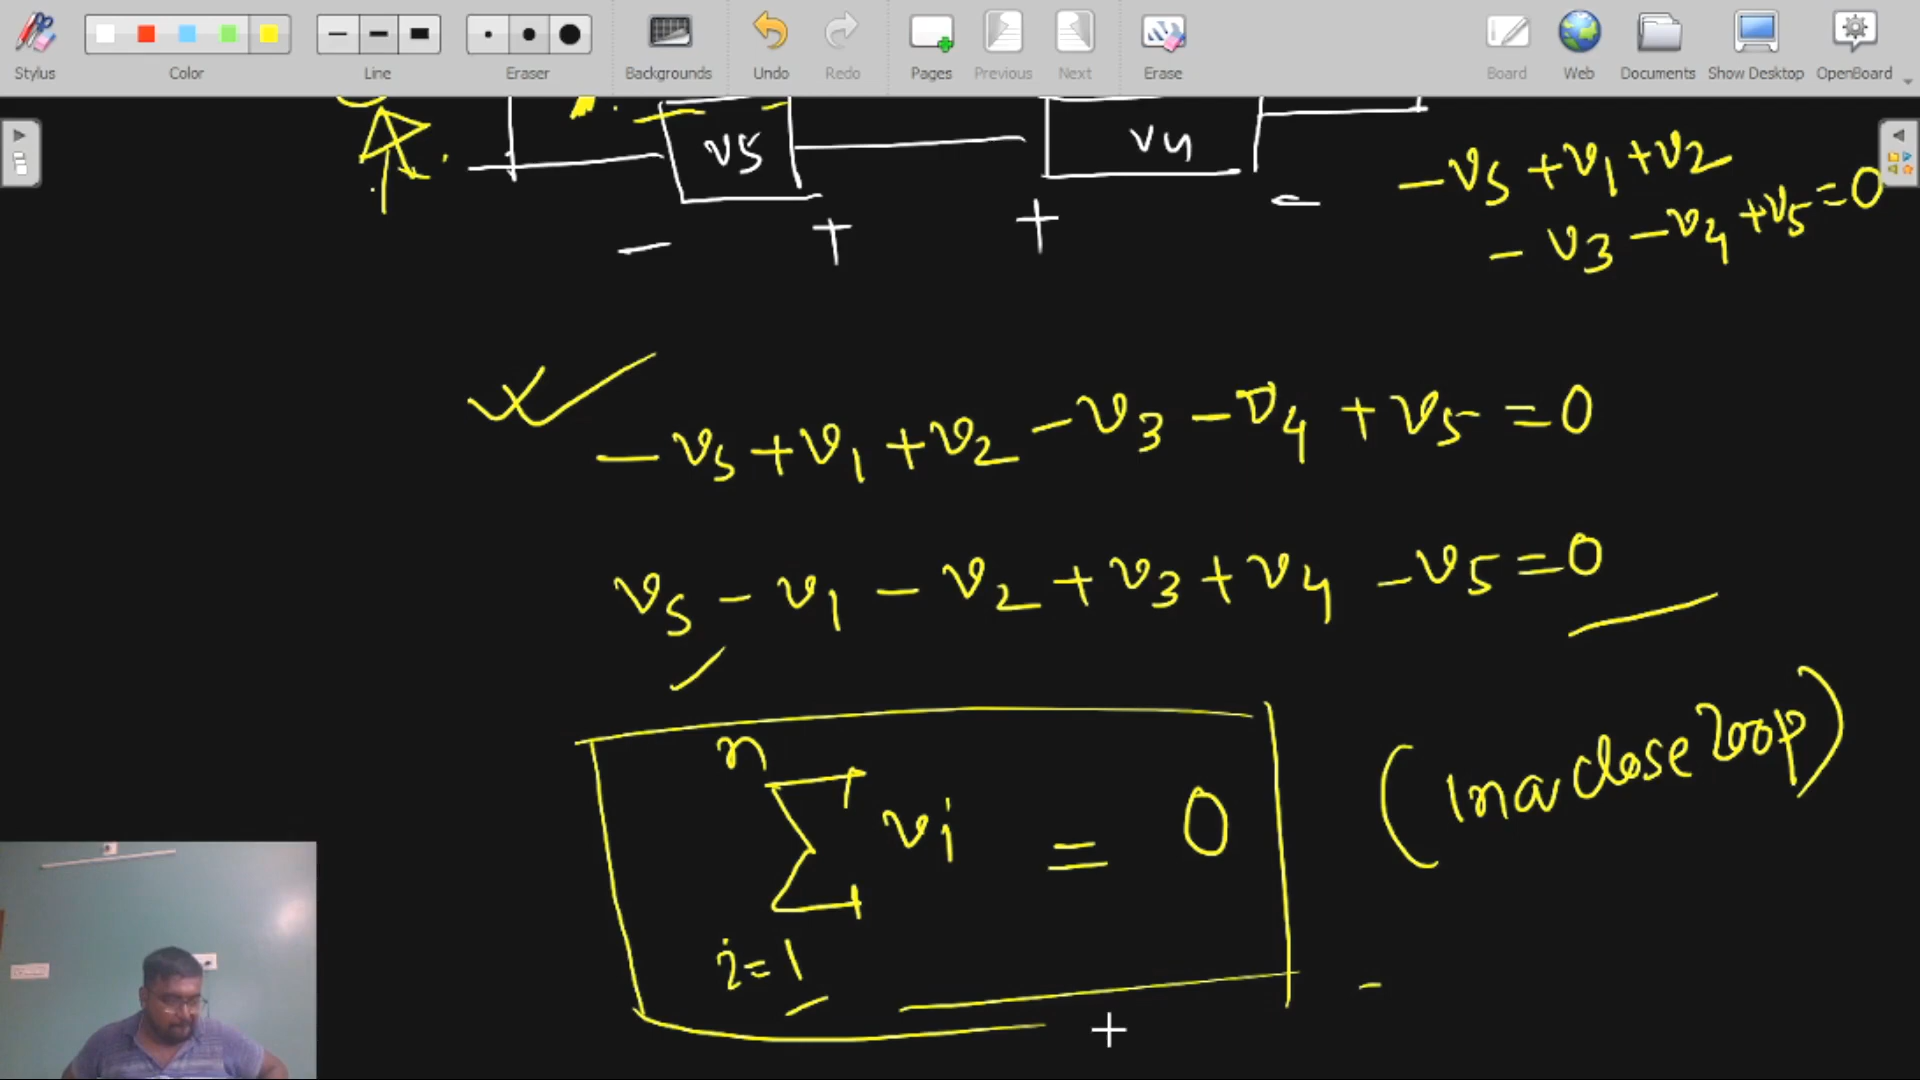 Stylus Color Line Eraser Backgrounds Undo Redo Pages Previous Next Erase Board Web Documents Show Desktop OpenBoard
v5 v4
-vs +v1 +v2
- v3 -v4 +v5 =0
- +
+ -
-vs +v1 +v2 -v3 -v4 +v5 =0
vs - v1 - v2 +v3 +v4 -v5 =0
n
∑ vi = 0
i=1
(in a close loop)